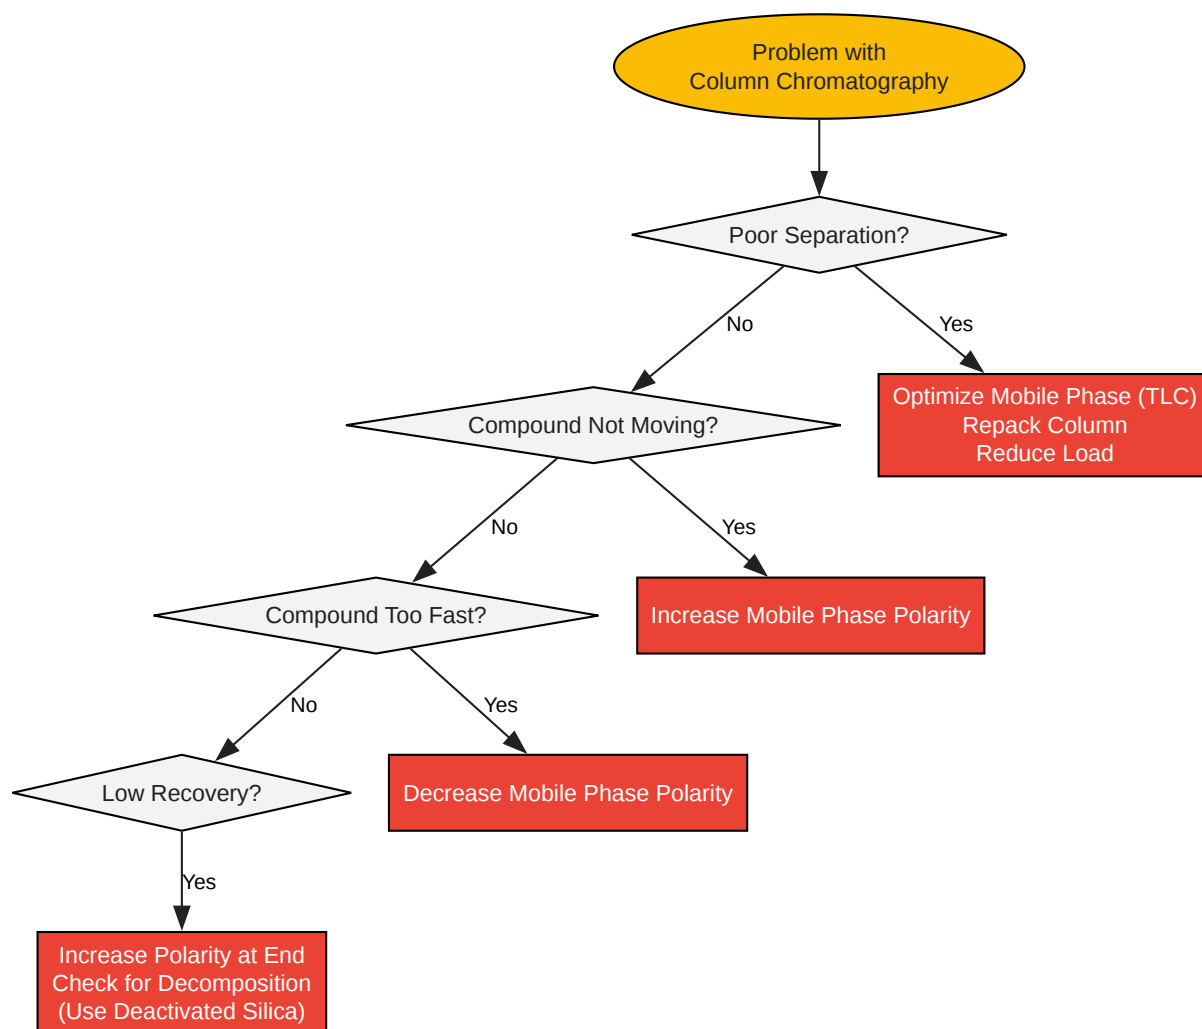 Problem with
Column Chromatography
Poor Separation?
No
Yes
Optimize Mobile Phase (TLC)
Repack Column
Reduce Load
Compound Not Moving?
No
Yes
Increase Mobile Phase Polarity
Compound Too Fast?
No
Yes
Decrease Mobile Phase Polarity
Low Recovery?
Yes
Increase Polarity at End
Check for Decomposition
(Use Deactivated Silica)